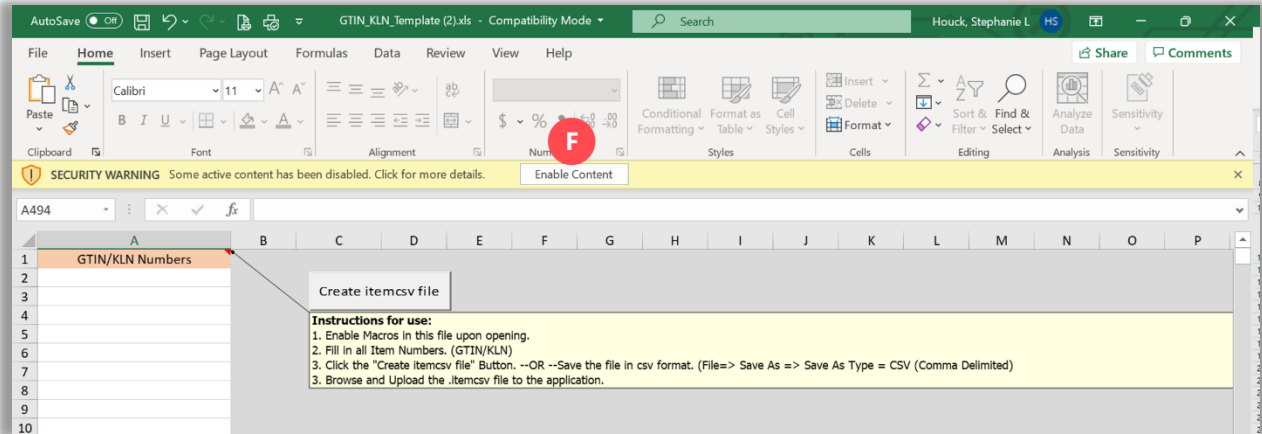 AutoSave Off GTIN_KLN_Template (2).xls - Compatibility Mode Search Houck, Stephanie L HS
File Home Insert Page Layout Formulas Data Review View Help Share Comments
Paste
Calibri 11 A^ A˅
B I U A
ab
$ %
Conditional Formatting
Format as Table
Cell Styles
Insert
Delete
Format
Sort & Filter
Find & Select
Analyze Data
Sensitivity
Clipboard Font Alignment Num Styles Cells Editing Analysis Sensitivity
F
SECURITY WARNING Some active content has been disabled. Click for more details. Enable Content
A494 fx
A B C D E F G H I J K L M N O P
1 GTIN/KLN Numbers
2
3 Create itemcsv file
4 Instructions for use:
5 1. Enable Macros in this file upon opening.
6 2. Fill in all Item Numbers. (GTIN/KLN)
7 3. Click the "Create itemcsv file" Button. --OR --Save the file in csv format. (File=> Save As => Save As Type = CSV (Comma Delimited)
3. Browse and Upload the .itemcsv file to the application.
8
9
10